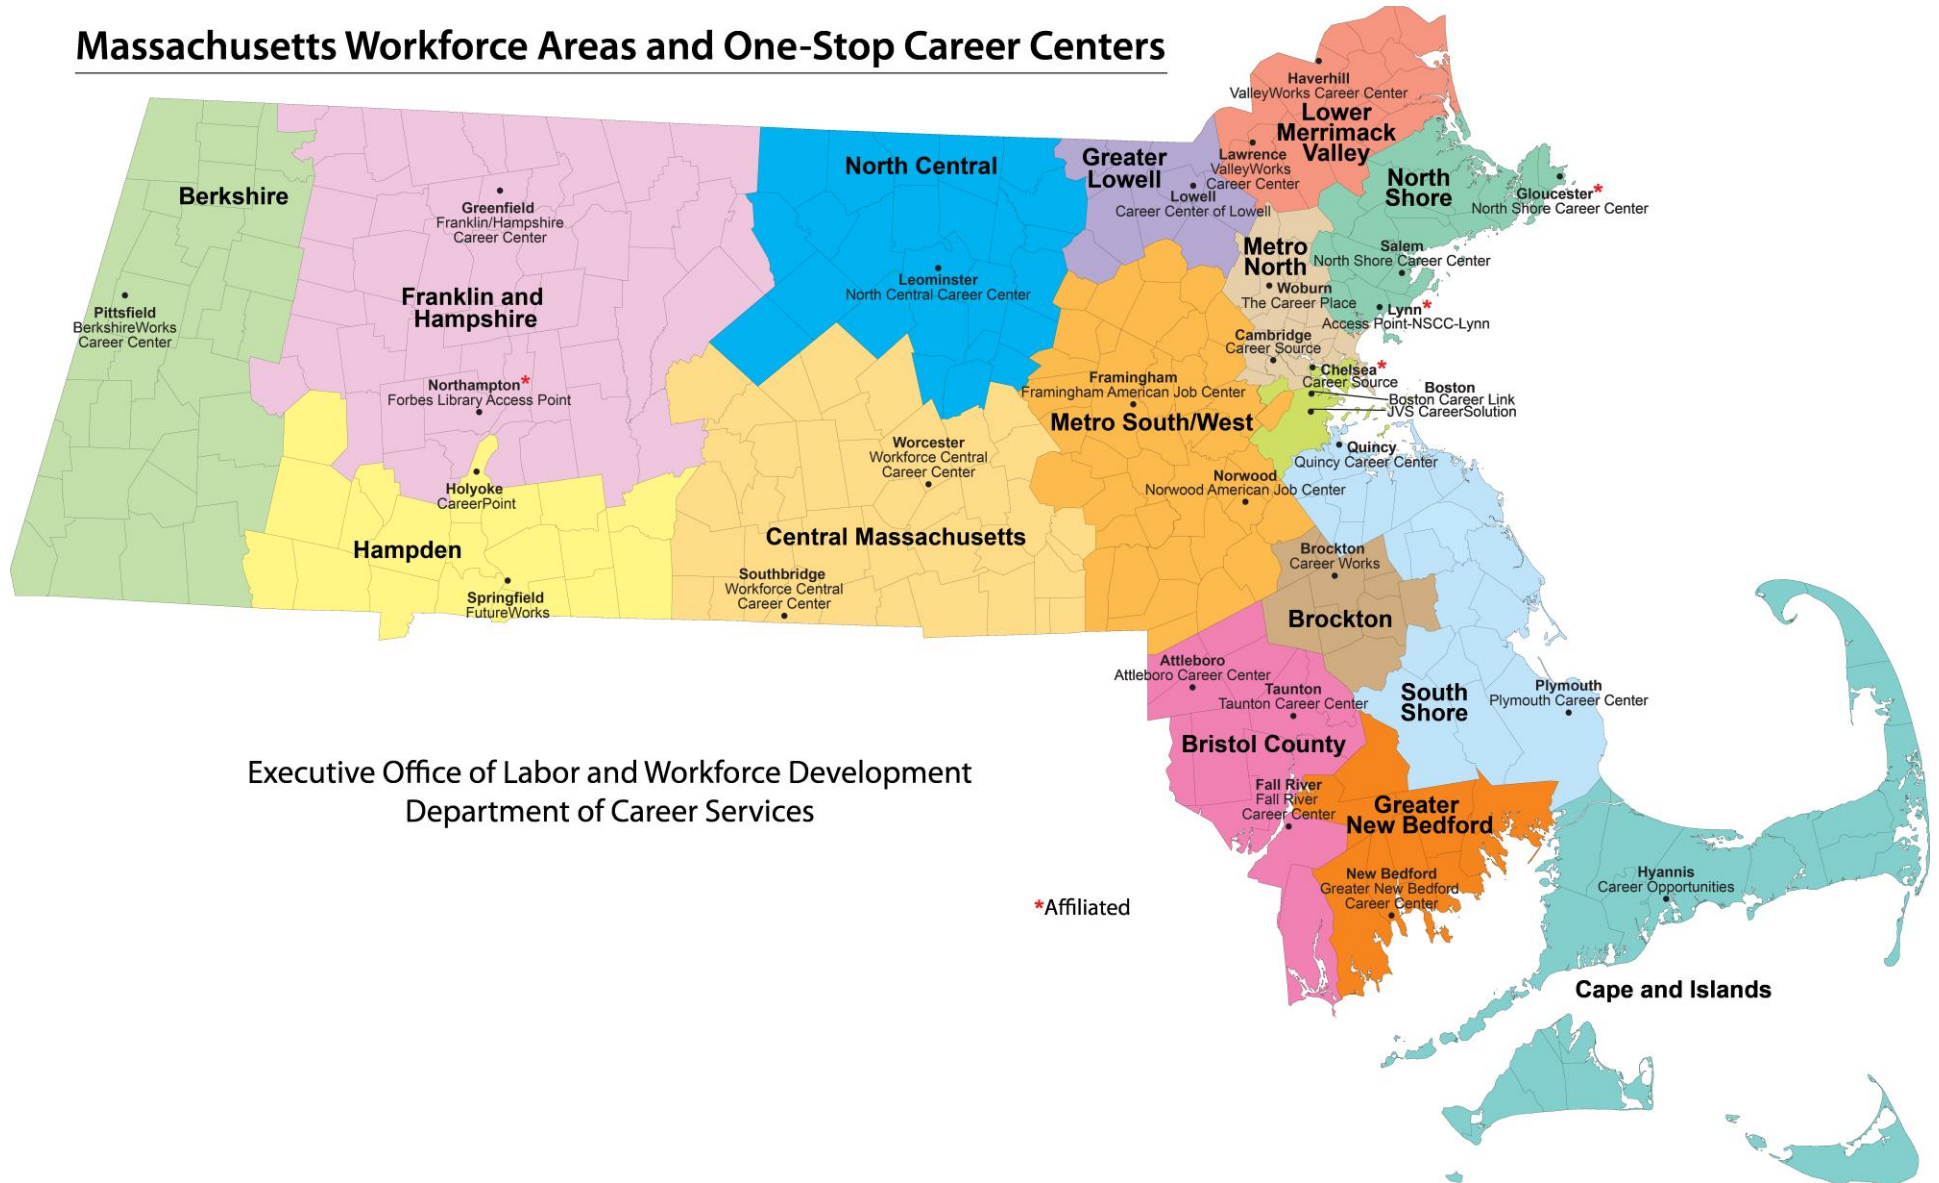 Massachusetts Workforce Areas and One-Stop Career Centers
Haverhill
ValleyWorks Career Center
Lower
Merrimack
Valley
Lawrence
ValleyWorks
Career Center
Berkshire
Pittsfield
BerkshireWorks
Career Center
Greenfield
Franklin/Hampshire
Career Center
Franklin and
Hampshire
Northampton*
Forbes Library Access Point
North Central
Leominster
North Central Career Center
Greater
Lowell
Lowell
Career Center of Lowell
North
Shore
Gloucester*
North Shore Career Center
Salem
North Shore Career Center
Lynn*
Access Point-NSCC-Lynn
Metro
North
Woburn
The Career Place
Cambridge
Career Source
Chelsea*
Career Source
Boston
Boston Career Link
JVS CareerSolution
Framingham
Framingham American Job Center
Metro South/West
Norwood
Norwood American Job Center
Quincy
Quincy Career Center
Worcester
Workforce Central
Career Center
Central Massachusetts
Southbridge
Workforce Central
Career Center
Holyoke
CareerPoint
Hampden
Springfield
FutureWorks
Brockton
Career Works
Brockton
Attleboro
Attleboro Career Center
Taunton
Taunton Career Center
Bristol County
Fall River
Fall River
Career Center
South
Shore
Plymouth
Plymouth Career Center
Greater
New Bedford
New Bedford
Greater New Bedford
Career Center
Hyannis
Career Opportunities
Cape and Islands
Executive Office of Labor and Workforce Development
Department of Career Services
*Affiliated